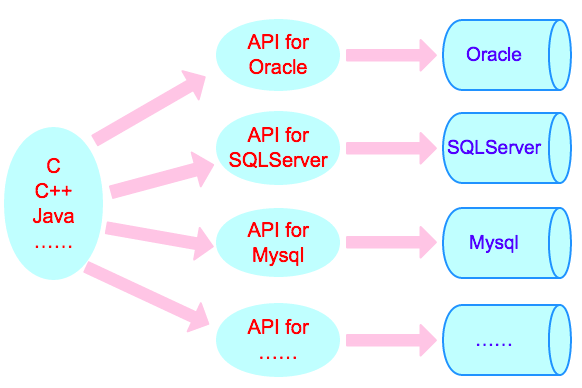 C
C++
Java
……
API for
Oracle
API for
SQLServer
API for
Mysql
API for
……
Oracle
SQLServer
Mysql
……